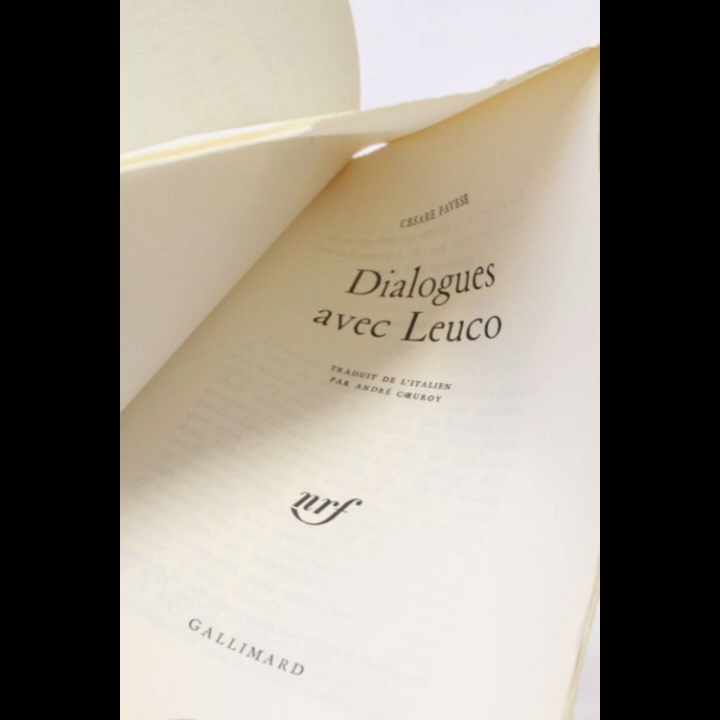 CESARE PAVESE
Dialogues
avec Leuco
TRADUIT DE L'ITALIEN
PAR ANDRÉ CŒUROY
nrf
GALLIMARD